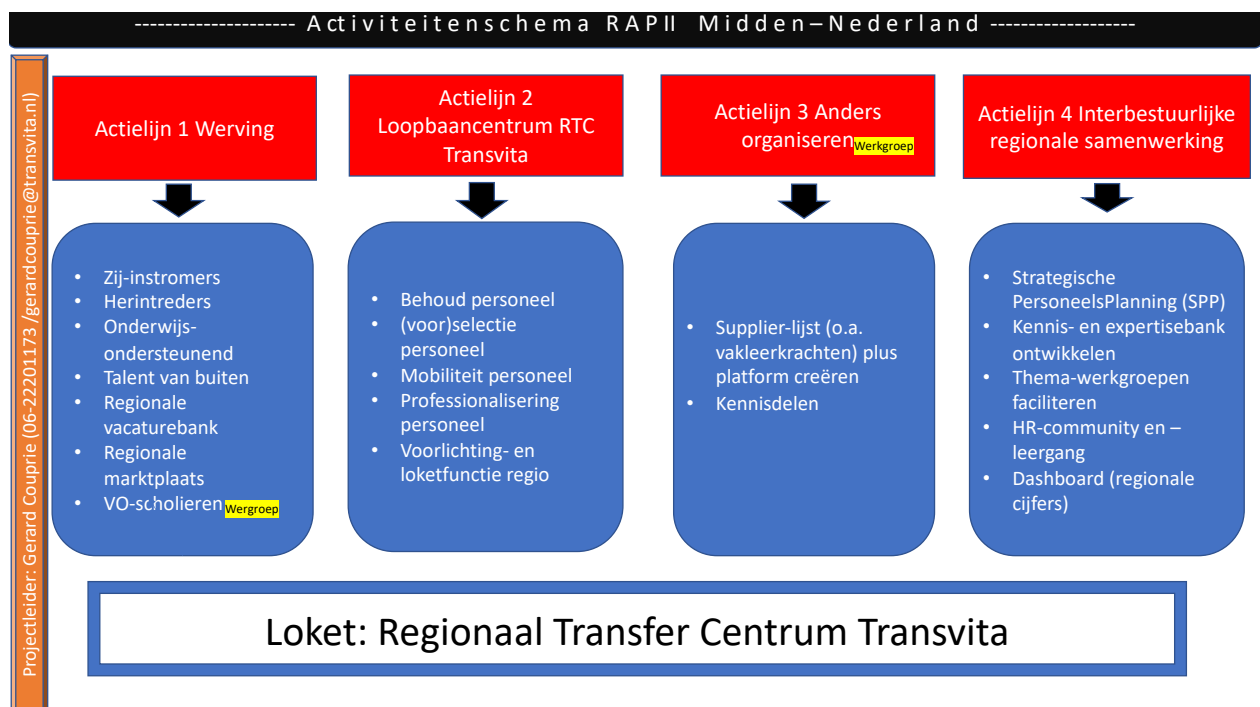 ------------------- Activiteitenschema RAPII Midden–Nederland -------------------
Projectleider: Gerard Couprie (06-22201173 /gerardcouprie@transvita.nl)
Actielijn 1 Werving
• Zij-instromers
• Herintreders
• Onderwijs-
ondersteunend
• Talent van buiten
• Regionale
vacaturebank
• Regionale
marktplaats
• VO-scholieren Wergroep
Actielijn 2
Loopbaancentrum RTC
Transvita
• Behoud personeel
• (voor)selectie
personeel
• Mobiliteit personeel
• Professionalisering
personeel
• Voorlichting- en
loketfunctie regio
Actielijn 3 Anders
organiseren Werkgroep
• Supplier-lijst (o.a.
vakleerkrachten) plus
platform creëren
• Kennisdelen
Actielijn 4 Interbestuurlijke
regionale samenwerking
• Strategische
PersoneelsPlanning (SPP)
• Kennis- en expertisebank
ontwikkelen
• Thema-werkgroepen
faciliteren
• HR-community en –
leergang
• Dashboard (regionale
cijfers)
Loket: Regionaal Transfer Centrum Transvita